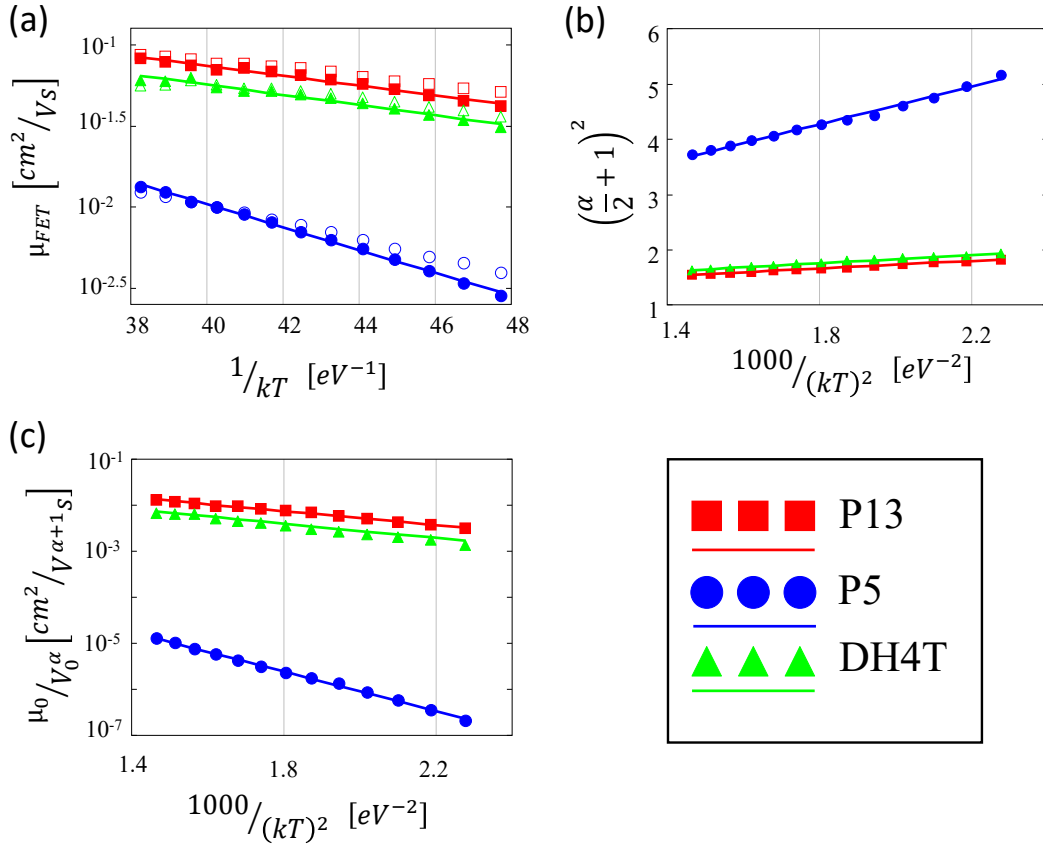 (a)
10⁻¹
10⁻¹·⁵
10⁻²
10⁻²·⁵
μ_FET [cm²/Vs]
38 40 42 44 46 48
1/kT [eV⁻¹]
(b)
6
5
4
3
2
1
(α/2 + 1)²
1.4 1.8 2.2
1000/(kT)² [eV⁻²]
(c)
10⁻¹
10⁻³
10⁻⁵
10⁻⁷
μ₀/V₀^α [cm²/V^α+1 s]
1.4 1.8 2.2
1000/(kT)² [eV⁻²]
P13
P5
DH4T